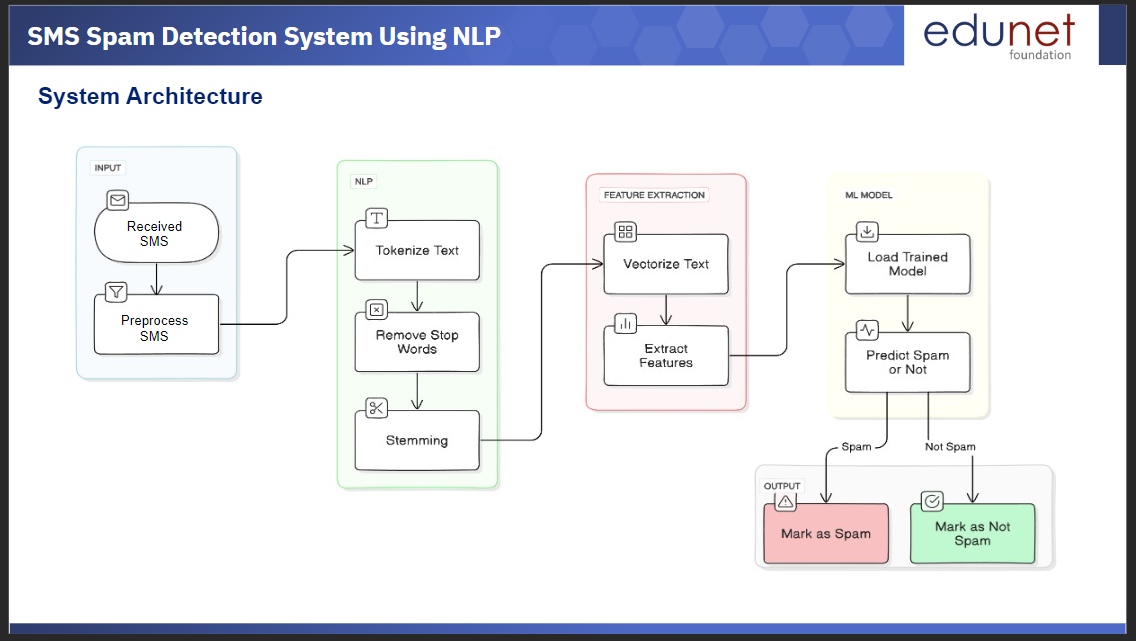 SMS Spam Detection System Using NLP
edunet
foundation
System Architecture
INPUT
Received
SMS
Preprocess
SMS
NLP
T
Tokenize Text
Remove Stop
Words
Stemming
FEATURE EXTRACTION
Vectorize Text
Extract
Features
ML MODEL
Load Trained
Model
Predict Spam
or Not
Spam
Not Spam
OUTPUT
Mark as Spam
Mark as Not
Spam